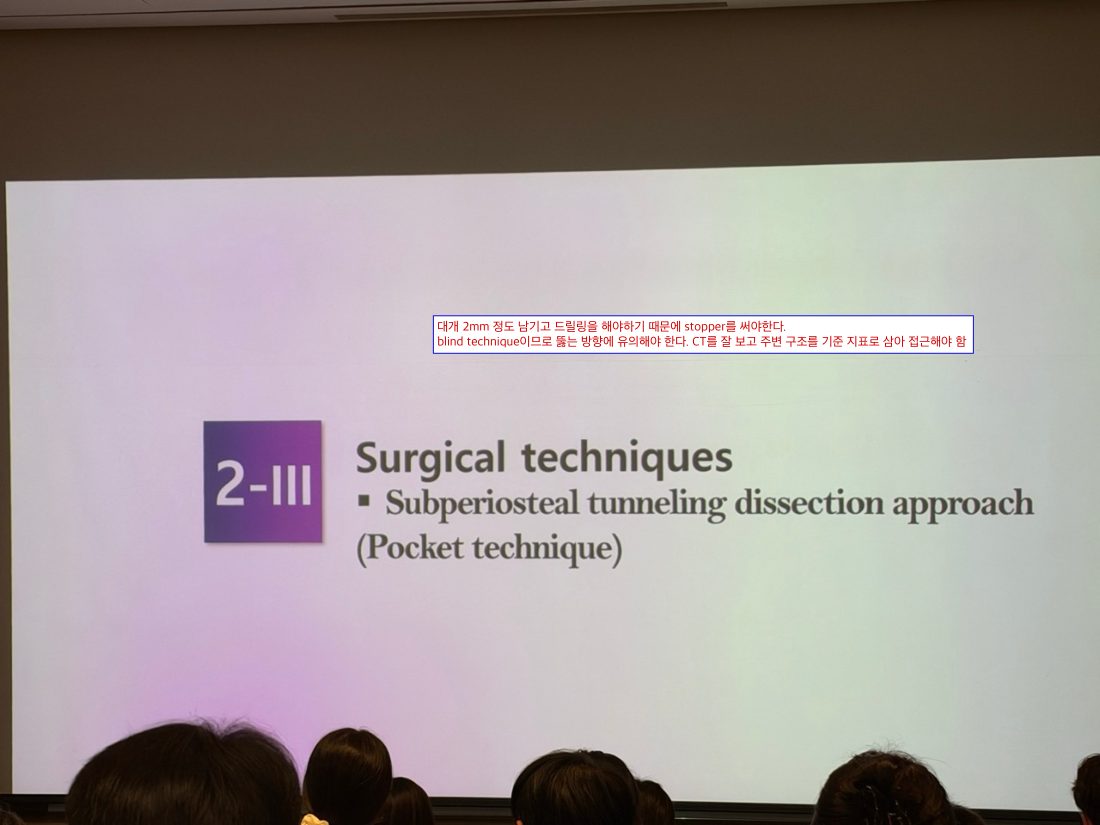 대개 2mm 정도 남기고 드릴링을 해야하기 때문에 stopper를 써야한다.
blind technique이므로 뚫는 방향에 유의해야 한다. CT를 잘 보고 주변 구조를 기준 지표로 삼아 접근해야 함
2-III
Surgical techniques
▪ Subperiosteal tunneling dissection approach
(Pocket technique)